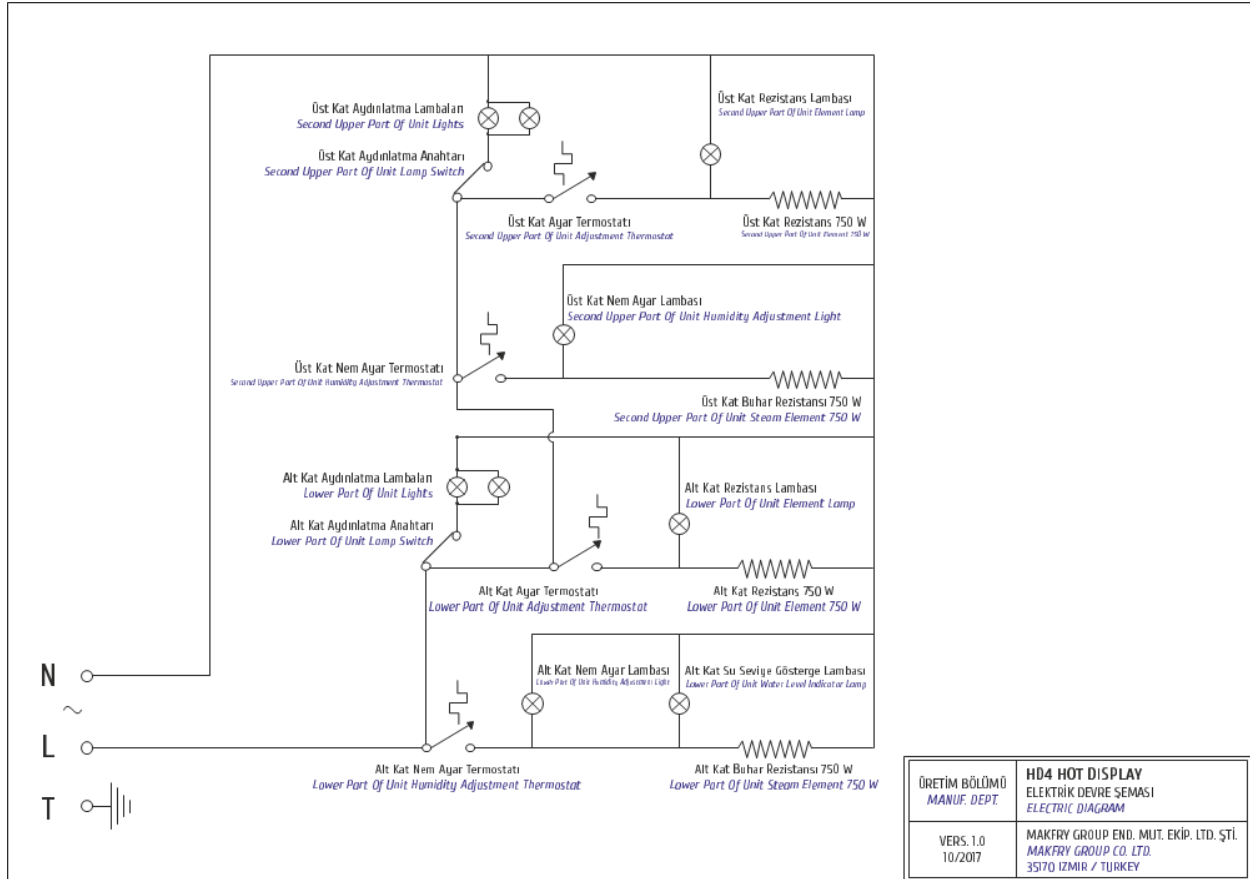 Üst Kat Aydınlatma Lambaları
Second Upper Part Of Unit Lights
Üst Kat Rezistans Lambası
Second Upper Part Of Unit Element Lamp
Üst Kat Aydınlatma Anahtarı
Second Upper Part Of Unit Lamp Switch
Üst Kat Ayar Termostatı
Second Upper Part Of Unit Adjustment Thermostat
Üst Kat Rezistans 750 W
Second Upper Part Of Unit Element 750 W
Üst Kat Nem Ayar Lambası
Second Upper Part Of Unit Humidity Adjustment Light
Üst Kat Nem Ayar Termostatı
Second Upper Part Of Unit Humidity Adjustment Thermostat
Üst Kat Buhar Rezistansı 750 W
Second Upper Part Of Unit Steam Element 750 W
Alt Kat Aydınlatma Lambaları
Lower Part Of Unit Lights
Alt Kat Rezistans Lambası
Lower Part Of Unit Element Lamp
Alt Kat Aydınlatma Anahtarı
Lower Part Of Unit Lamp Switch
Alt Kat Ayar Termostatı
Lower Part Of Unit Adjustment Thermostat
Alt Kat Rezistans 750 W
Lower Part Of Unit Element 750 W
N
~
L
T
Alt Kat Nem Ayar Lambası
Lower Part Of Unit Humidity Adjustment Light
Alt Kat Su Seviye Gösterge Lambası
Lower Part Of Unit Water Level Indicator Lamp
Alt Kat Nem Ayar Termostatı
Lower Part Of Unit Humidity Adjustment Thermostat
Alt Kat Buhar Rezistansı 750 W
Lower Part Of Unit Steam Element 750 W
ÜRETİM BÖLÜMÜ
MANUF. DEPT.
HD4 HOT DISPLAY
ELEKTRİK DEVRE ŞEMASI
ELECTRIC DIAGRAM
VERS. 1.0
10/2017
MAKFRY GROUP END. MUT. EKİP. LTD. ŞTİ.
MAKFRY GROUP CO. LTD.
35170 IZMIR / TURKEY